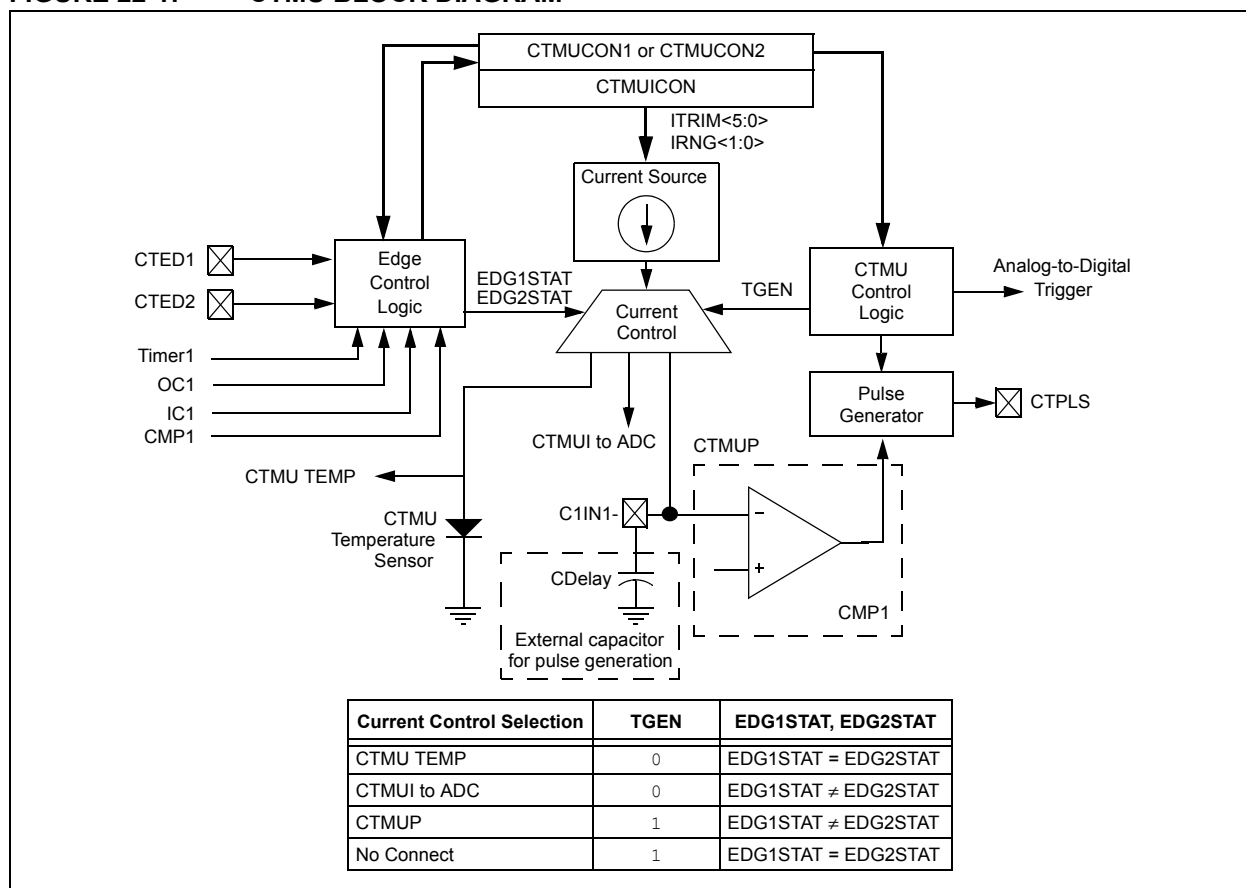 CTMUCON1 or CTMUCON2
CTMUICON
ITRIM<5:0>
IRNG<1:0>
Current Source
CTED1
CTED2
Edge
Control
Logic
EDG1STAT
EDG2STAT
Current
Control
TGEN
CTMU
Control
Logic
Analog-to-Digital
Trigger
Timer1
OC1
IC1
CMP1
Pulse
Generator
CTPLS
CTMUI to ADC
CTMUP
CTMU TEMP
C1IN1-
CTMU
Temperature
Sensor
CDelay
CMP1
External capacitor
for pulse generation
–
+
Current Control Selection TGEN EDG1STAT, EDG2STAT
CTMU TEMP 0 EDG1STAT = EDG2STAT
CTMUI to ADC 0 EDG1STAT ≠ EDG2STAT
CTMUP 1 EDG1STAT ≠ EDG2STAT
No Connect 1 EDG1STAT = EDG2STAT